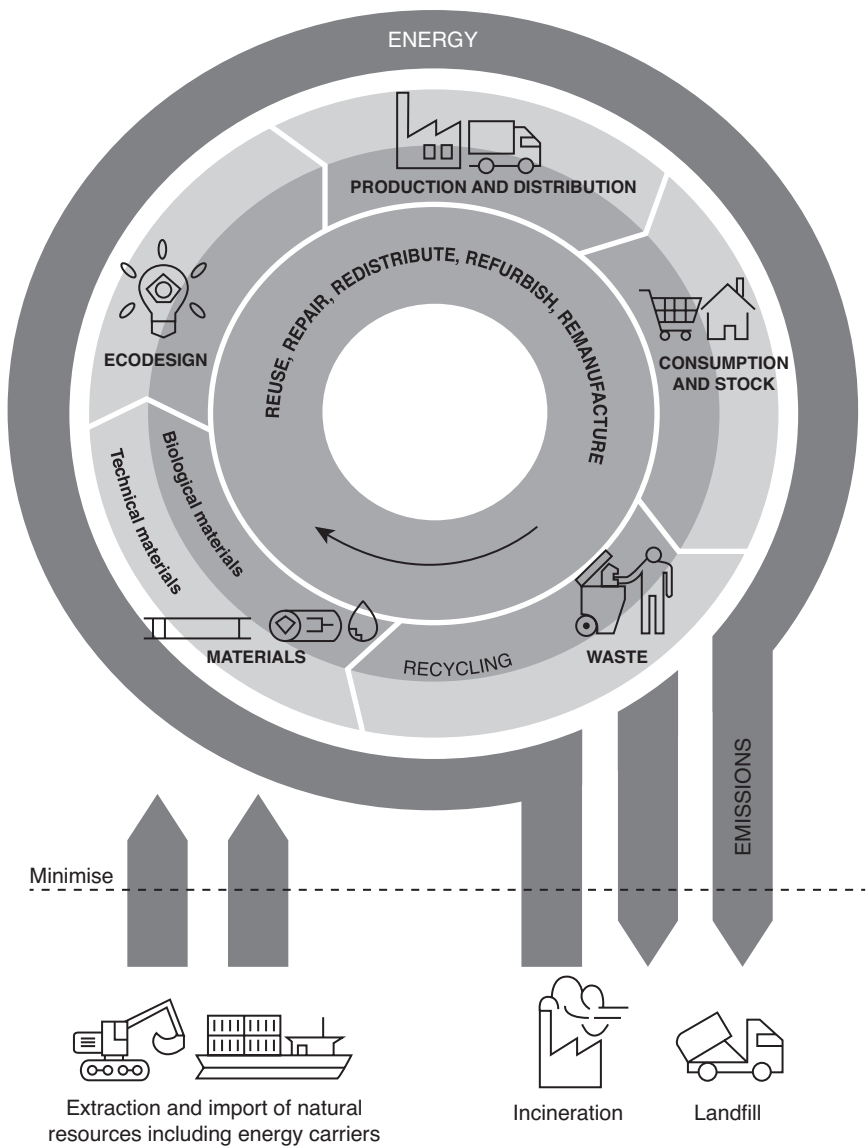 ENERGY
PRODUCTION AND DISTRIBUTION
REUSE, REPAIR, REDISTRIBUTE, REFURBISH, REMANUFACTURE
ECODESIGN
CONSUMPTION
AND STOCK
Technical materials
Biological materials
MATERIALS
RECYCLING
WASTE
EMISSIONS
Minimise
Extraction and import of natural
resources including energy carriers
Incineration
Landfill